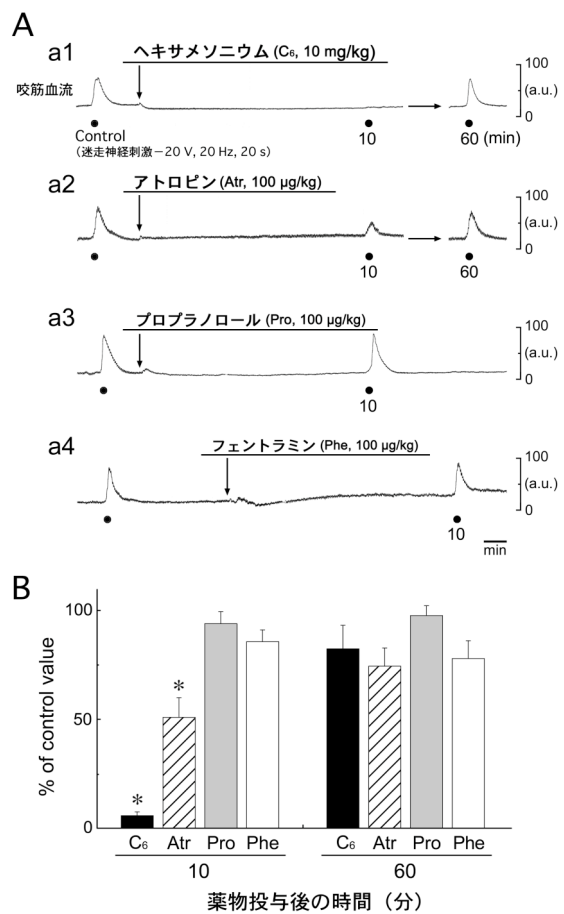 A
a1
ヘキサメソニウム (C₆, 10 mg/kg)
咬筋血流
100
(a.u.)
0
Control
10
60 (min)
（迷走神経刺激－20 V, 20 Hz, 20 s）
a2
アトロピン (Atr, 100 μg/kg)
100
(a.u.)
0
10
60
a3
プロプラノロール (Pro, 100 μg/kg)
100
(a.u.)
0
10
a4
フェントラミン (Phe, 100 μg/kg)
100
(a.u.)
0
10
min
B
% of control value
100
50
0
*
*
C₆ Atr Pro Phe C₆ Atr Pro Phe
10 60
薬物投与後の時間（分）